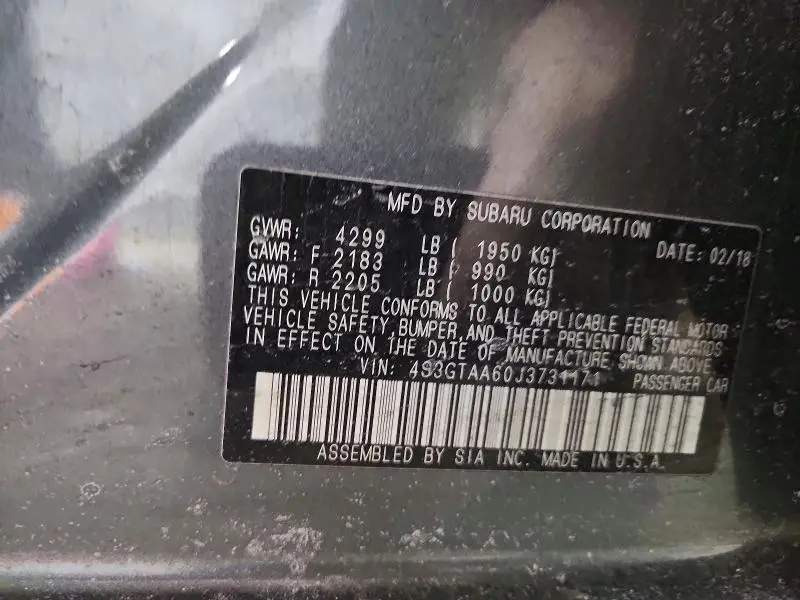 MFD BY SUBARU CORPORATION
GVWR: 4299 LB ( 1950 KG) DATE: 02/18
GAWR: F 2183 LB ( 990 KG)
GAWR: R 2205 LB ( 1000 KG)
THIS VEHICLE CONFORMS TO ALL APPLICABLE FEDERAL MOTOR
VEHICLE SAFETY, BUMPER, AND THEFT PREVENTION STANDARDS
IN EFFECT ON THE DATE OF MANUFACTURE SHOWN ABOVE
VIN: 4S3GTAA60J3731171 PASSENGER CAR
ASSEMBLED BY SIA INC. MADE IN U.S.A.